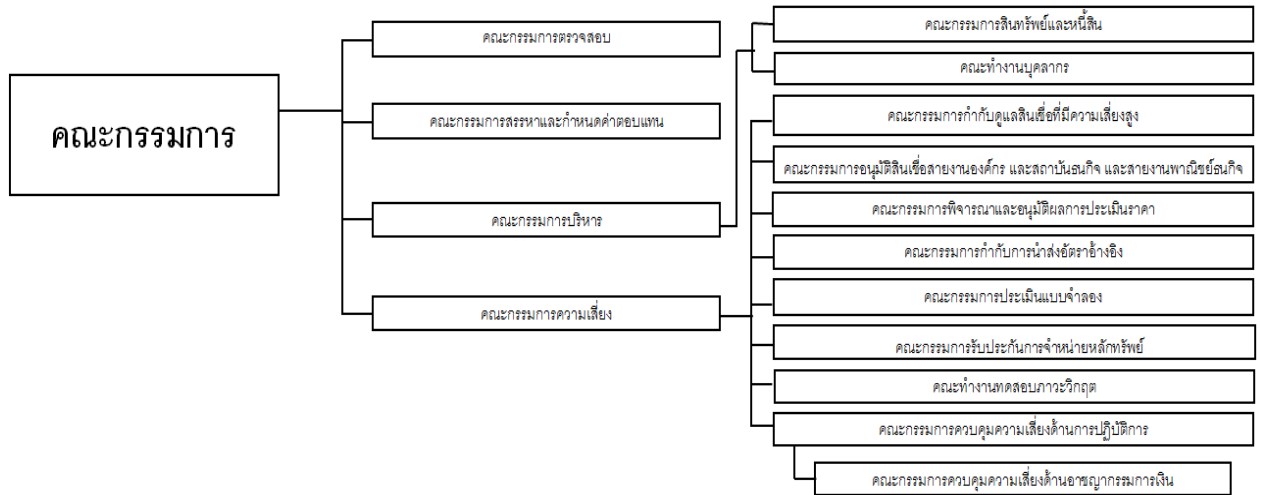 คณะกรรมการ
คณะกรรมการตรวจสอบ
คณะกรรมการสรรหาและกำหนดค่าตอบแทน
คณะกรรมการบริหาร
คณะกรรมการความเสี่ยง
คณะกรรมการสินทรัพย์และหนี้สิน
คณะทำงานบุคลากร
คณะกรรมการกำกับดูแลสินเชื่อที่มีความเสี่ยงสูง
คณะกรรมการอนุมัติสินเชื่อสายงานองค์กร และสถาบันธนกิจ และสายงานพาณิชย์ธนกิจ
คณะกรรมการพิจารณาและอนุมัติผลการประเมินราคา
คณะกรรมการกำกับการนำส่งอัตราอ้างอิง
คณะกรรมการประเมินแบบจำลอง
คณะกรรมการรับประกันการจำหน่ายหลักทรัพย์
คณะทำงานทดสอบภาวะวิกฤต
คณะกรรมการควบคุมความเสี่ยงด้านการปฏิบัติการ
คณะกรรมการควบคุมความเสี่ยงด้านอาชญากรรมการเงิน